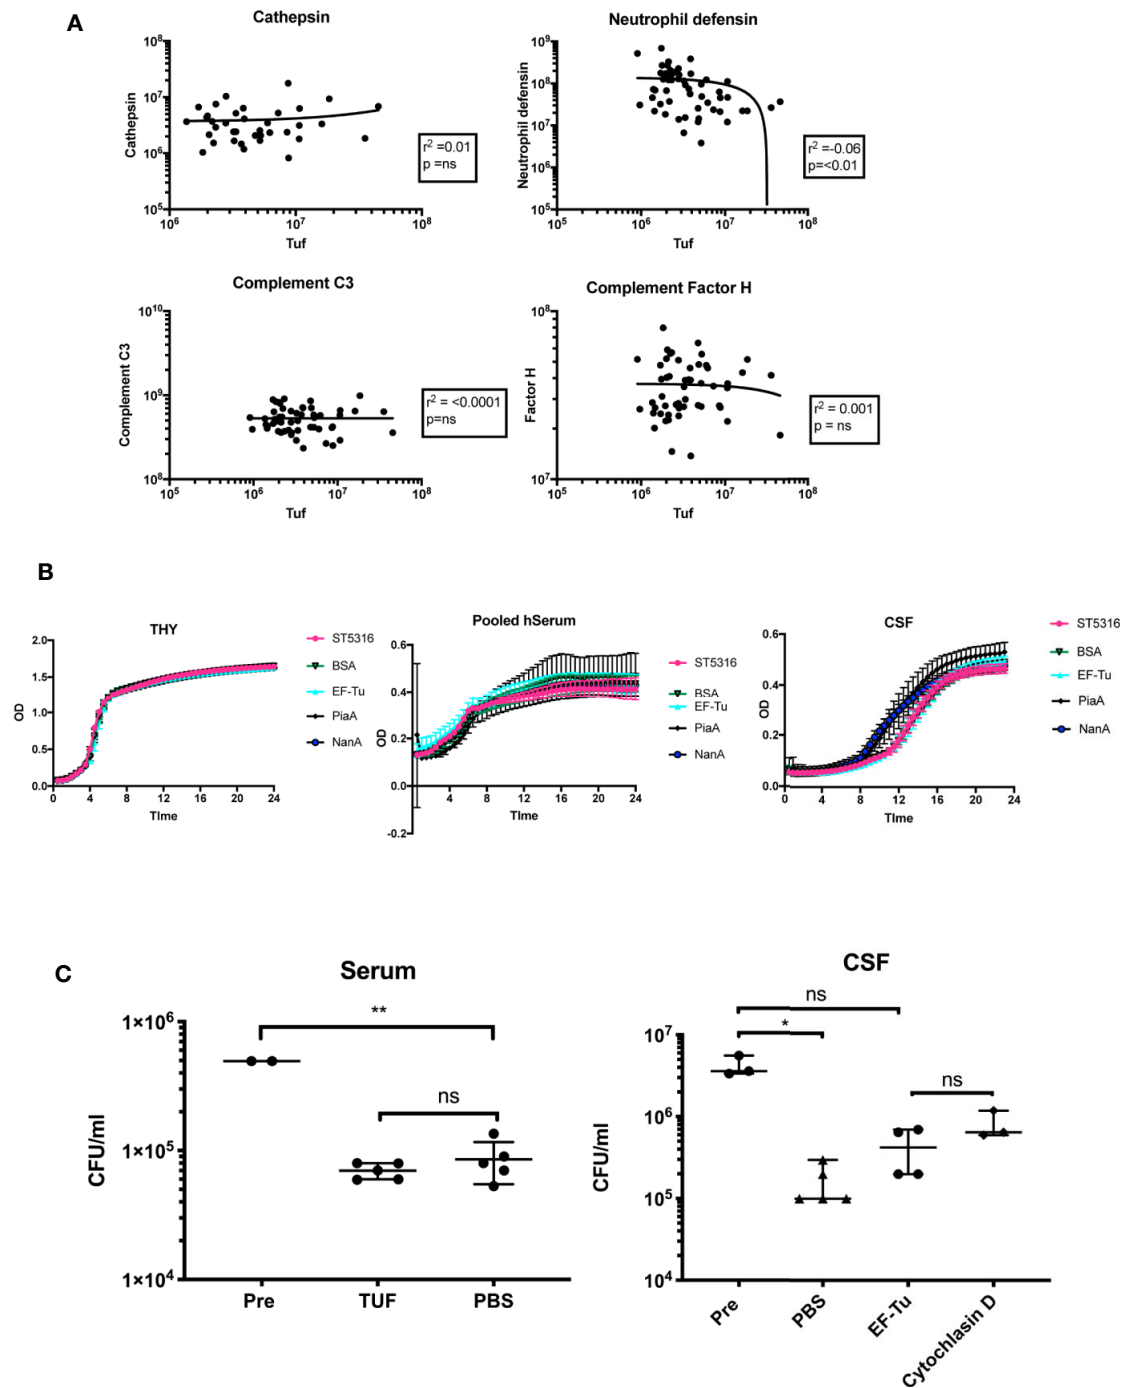 A
Cathepsin
Neutrophil defensin
10^8
10^7
10^6
10^5
Cathepsin
10^6
10^7
10^8
Tuf
r^2 =0.01
p =ns
10^9
10^8
10^7
10^6
10^5
Neutrophil defensin
10^5
10^6
10^7
10^8
Tuf
r^2 =-0.06
p=<0.01
Complement C3
Complement Factor H
10^10
10^9
10^8
Complement C3
10^5
10^6
10^7
10^8
Tuf
r^2 = <0.0001
p=ns
10^8
10^7
Factor H
10^5
10^6
10^7
10^8
Tuf
r^2 = 0.001
p = ns
B
THY
2.0
1.5
1.0
0.5
0.0
OD
0
4
8
12
16
20
24
TIme
ST5316
BSA
EF-Tu
PiaA
NanA
Pooled hSerum
0.6
0.4
0.2
0.0
-0.2
OD
4
8
12
16
20
24
TIme
ST5316
BSA
EF-Tu
PiaA
NanA
CSF
0.6
0.4
0.2
0.0
OD
0
4
8
12
16
20
24
TIme
ST5316
BSA
EF-Tu
PiaA
NanA
C
Serum
**
ns
1×10^6
1×10^5
1×10^4
CFU/ml
Pre
TUF
PBS
CSF
ns
*
ns
10^7
10^6
10^5
10^4
CFU/ml
Pre
PBS
EF-Tu
Cytochlasin D